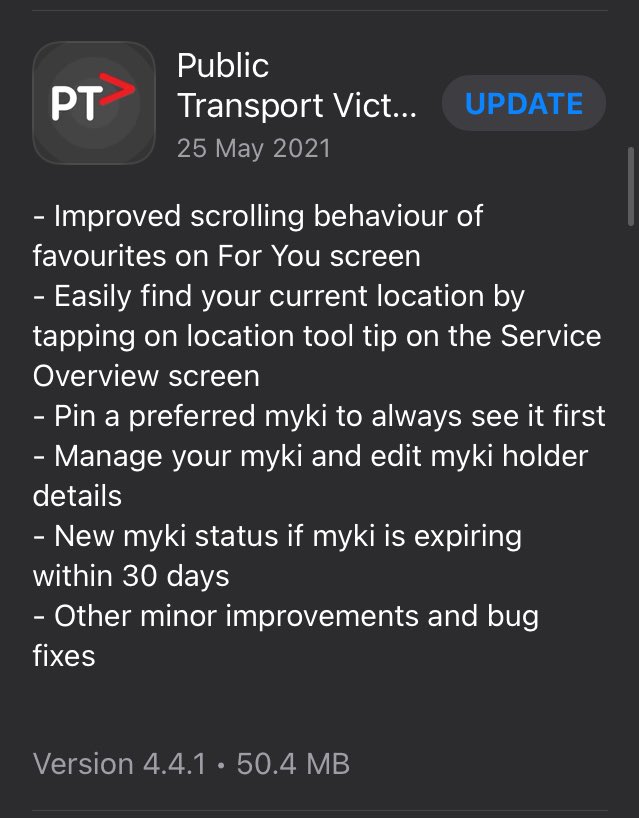 PT>
Public
Transport Vict...
UPDATE
25 May 2021
- Improved scrolling behaviour of
favourites on For You screen
- Easily find your current location by
tapping on location tool tip on the Service
Overview screen
- Pin a preferred myki to always see it first
- Manage your myki and edit myki holder
details
- New myki status if myki is expiring
within 30 days
- Other minor improvements and bug
fixes
Version 4.4.1 • 50.4 MB